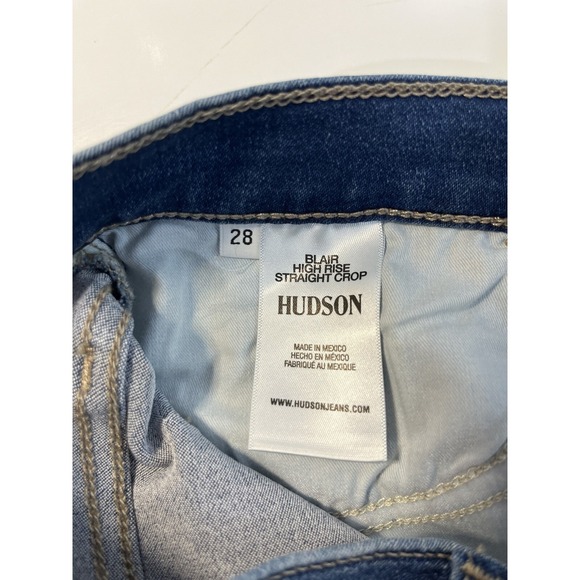 28
BLAIR
HIGH RISE
STRAIGHT CROP
HUDSON
MADE IN MEXICO
HECHO EN MÉXICO
FABRIQUÉ AU MEXIQUE
WWW.HUDSONJEANS.COM